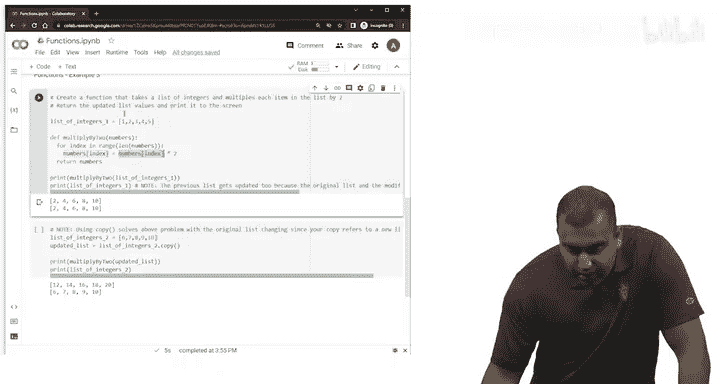 Functions.ipynb - Colaboratory
Incognito
Functions.ipynb
File Edit View Insert Runtime Tools Help All changes saved
Comment
Share
A
+ Code + Text
RAM
Disk
Editing
Functions - Example 3
# Create a function that takes a list of integers and multiples each item in the list by 2
# Return the updated list values and print it to the screen
list_of_integers_1 = [1,2,3,4,5]
def multiplyByTwo(numbers):
for index in range(len(numbers)):
numbers[index] = numbers[index] * 2
return numbers
print(multiplyByTwo(list_of_integers_1))
print(list_of_integers_1) # NOTE: The previous list gets updated too because the original list and the modif
[2, 4, 6, 8, 10]
[2, 4, 6, 8, 10]
[ ]
# NOTE: Using copy() solves above problem with the original list changing since your copy refers to a new
list_of_integers_2 = [6,7,8,9,10]
updated_list = list_of_integers_2.copy()
print(multiplyByTwo(updated_list))
print(list_of_integers_2)
[12, 14, 16, 18, 20]
[6, 7, 8, 9, 10]
5s completed at 3:55 PM
bilibili